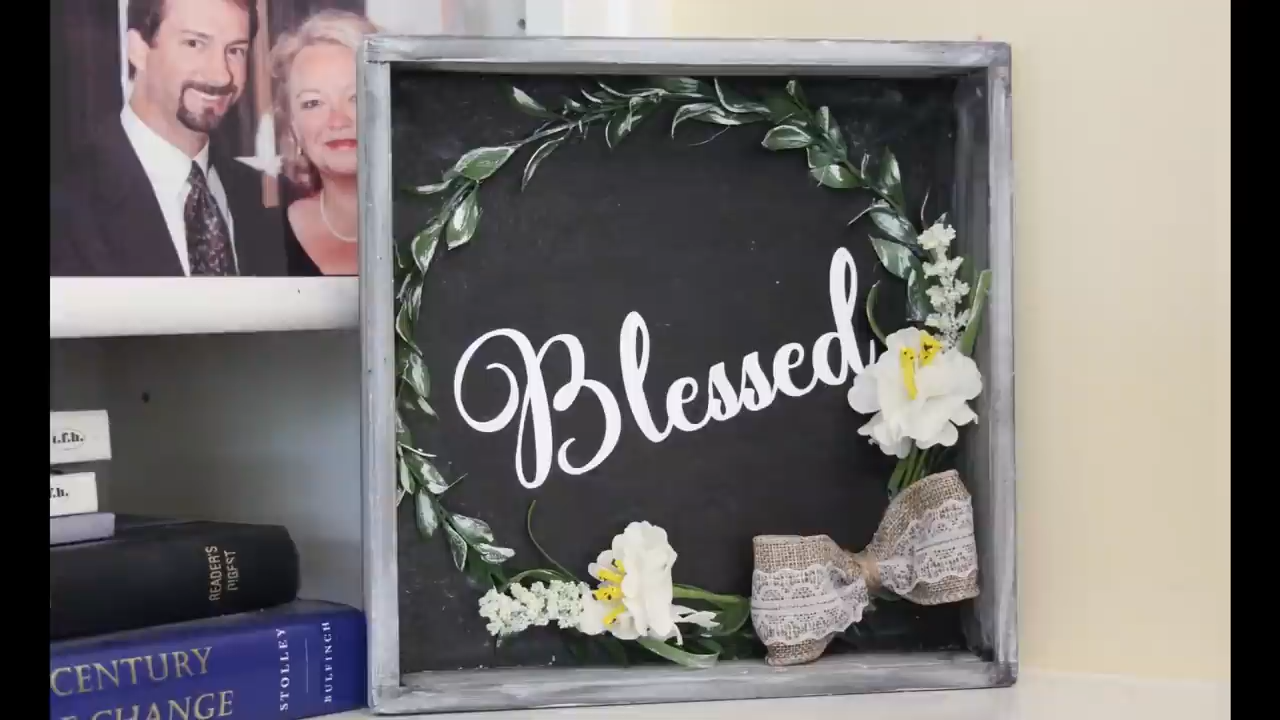 Blessed
t.f.h.
f.h.
READER'S
DIGEST
CENTURY
CHANGE
STOLLEY
BULFINCH